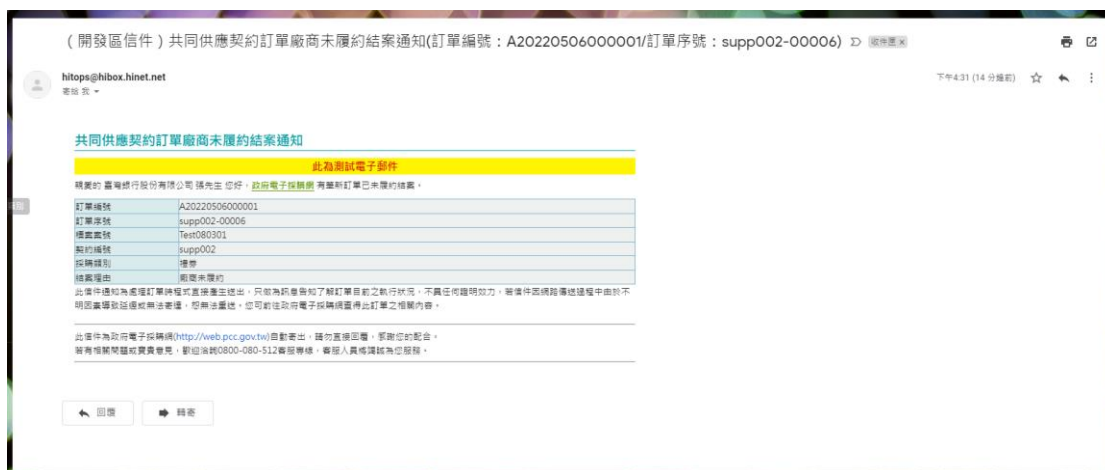 （開發區信件）共同供應契約訂單廠商未履約結案通知(訂單編號：A20220506000001/訂單序號：supp002-00006)
收件匣 x
hitops@hibox.hinet.net
下午4:31 (14 分鐘前)
寄給 我
共同供應契約訂單廠商未履約結案通知
此為測試電子郵件
親愛的 臺灣銀行股份有限公司 張先生 您好，政府電子採購網 有筆新訂單已未履約結案。
訂單編號 A20220506000001
訂單序號 supp002-00006
標案案號 Test080301
契約編號 supp002
採購類別 禮券
結案理由 廠商未履約
此信件通知為處理訂單時程式直接產生送出，只做為訊息告知了解訂單目前之執行狀況，不具任何證明效力，若信件因網路傳送過程中由於不
明因素導致延遲或無法寄達，恕無法重送。您可前往政府電子採購網查得此訂單之相關內容。
此信件為政府電子採購網(http://web.pcc.gov.tw)自動寄出，請勿直接回覆，感謝您的配合。
若有相關問題或寶貴意見，歡迎洽詢0800-080-512客服專線，客服人員將竭誠為您服務。
回覆
轉寄